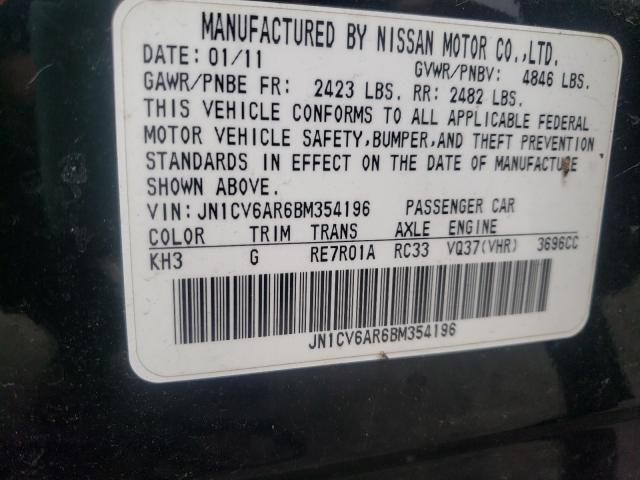 MANUFACTURED BY NISSAN MOTOR CO.,LTD.
DATE: 01/11 GVWR/PNBV: 4846 LBS.
GAWR/PNBE FR: 2423 LBS. RR: 2482 LBS.
THIS VEHICLE CONFORMS TO ALL APPLICABLE FEDERAL
MOTOR VEHICLE SAFETY,BUMPER,AND THEFT PREVENTION
STANDARDS IN EFFECT ON THE DATE OF MANUFACTURE
SHOWN ABOVE.
VIN:JN1CV6AR6BM354196 PASSENGER CAR
COLOR TRIM TRANS AXLE ENGINE
KH3 G RE7R01A RC33 VQ37(VHR) 3696CC
JN1CV6AR6BM354196